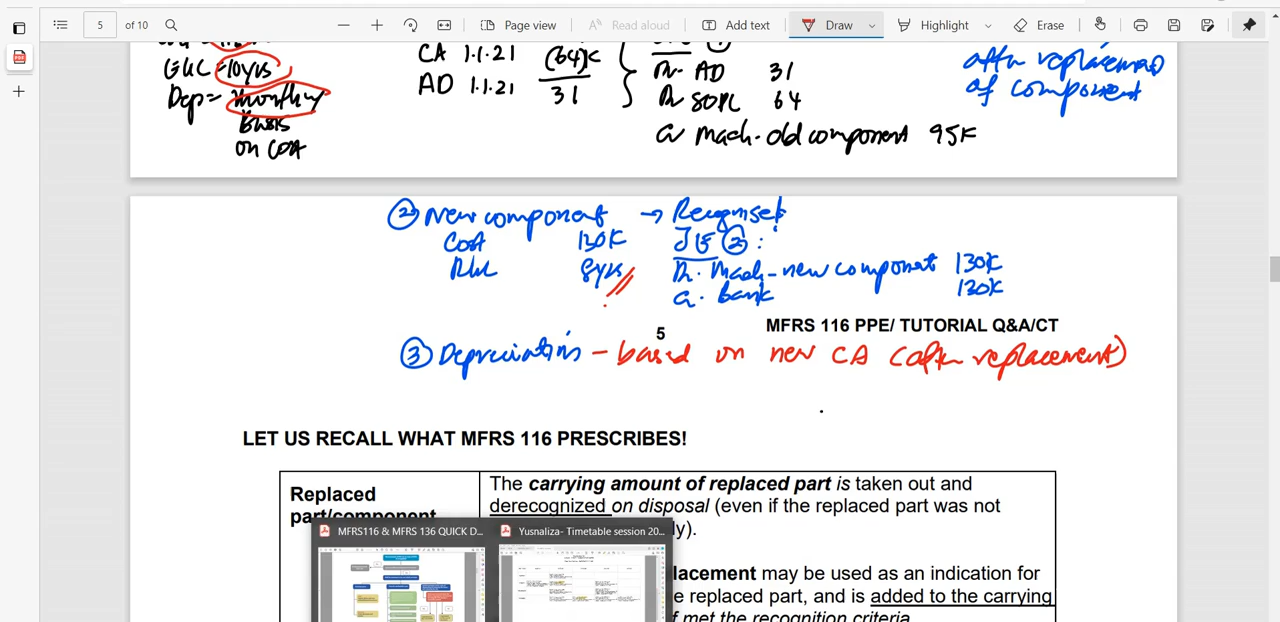 5 of 10
Page view
Read aloud
Add text
Draw
Highlight
Erase
=10yrs
Dep= monthly
basis
on cost
CA 1.1.21 (64)K
AD 1.1.21 31
Dr. AD 31
Dr SOPL 64
Cr Mach-old component 95K
after replacement
of component
② New component → Recognised
Cost 130K JE ②:
8yrs Dr. Mach-new component 130K
Cr. bank 130K
5
MFRS 116 PPE/ TUTORIAL Q&A/CT
③ Depreciation - based on new CA (after replacement)
LET US RECALL WHAT MFRS 116 PRESCRIBES!
Replaced
part/component
The carrying amount of replaced part is taken out and
derecognized on disposal (even if the replaced part was not
y).
MFRS116 & MFRS 136 QUICK D...
Yusnaliza- Timetable session 20...
lacement may be used as an indication for
e replaced part, and is added to the carrying
f met the recognition criteria